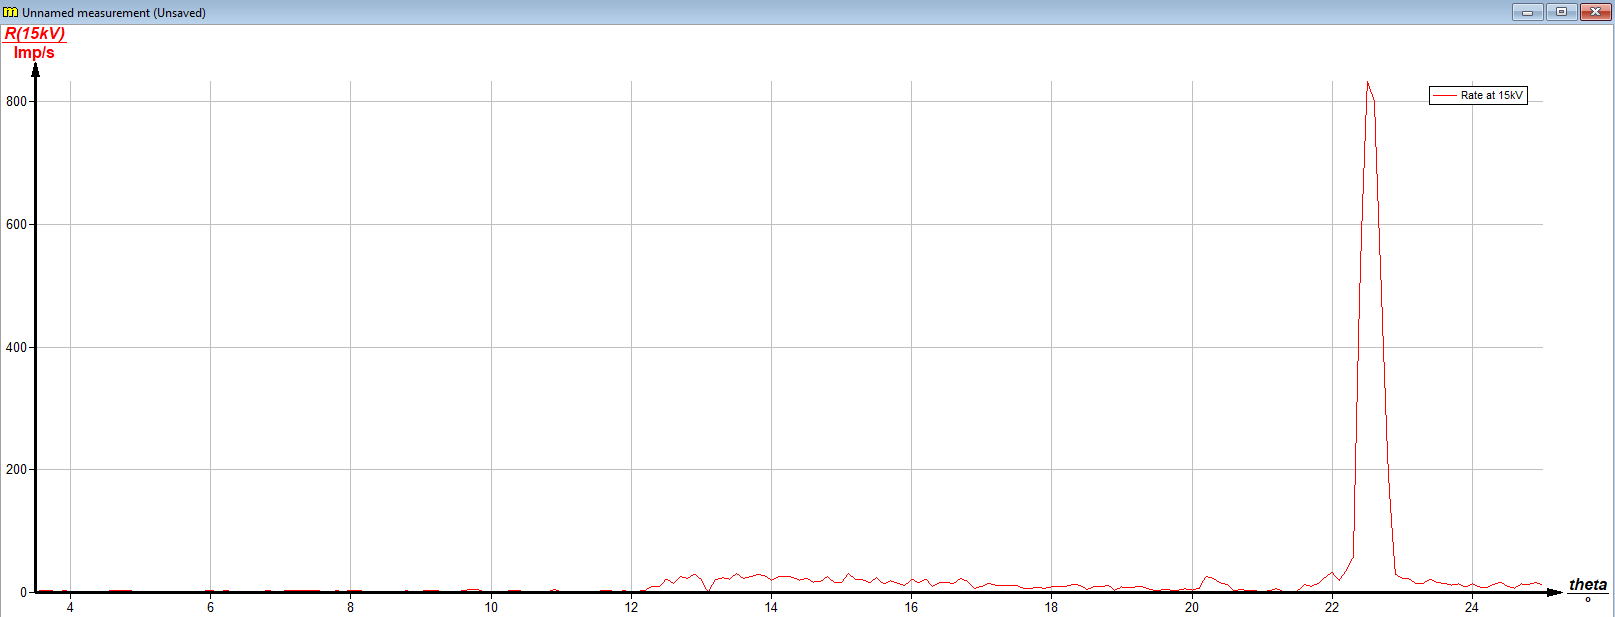 Unnamed measurement (Unsaved)
R(15kV)
Imp/s
800
Rate at 15kV
600
400
200
0
4 6 8 10 12 14 16 18 20 22 24
theta
°